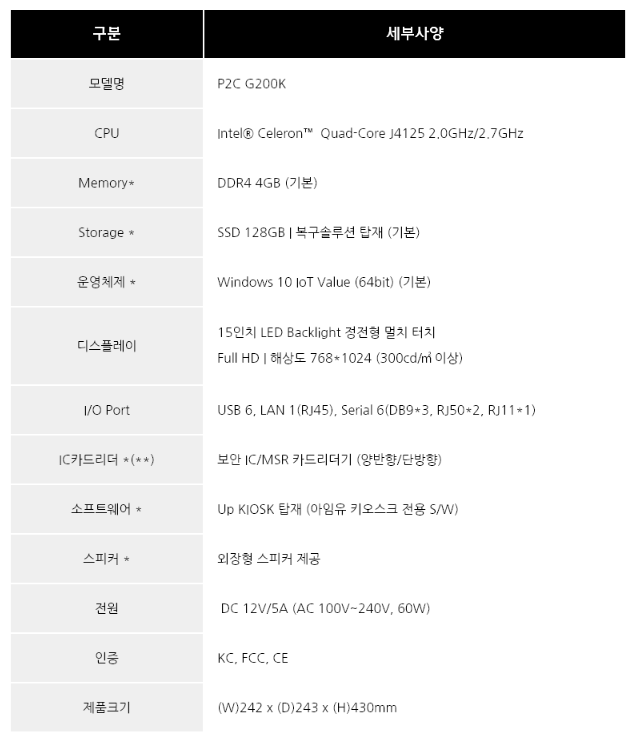 구분 세부사양
모델명 P2C G200K
CPU Intel® Celeron™ Quad-Core J4125 2.0GHz/2.7GHz
Memory* DDR4 4GB (기본)
Storage * SSD 128GB | 복구솔루션 탑재 (기본)
운영체제 * Windows 10 IoT Value (64bit) (기본)
디스플레이 15인치 LED Backlight 정전형 멀치 터치
Full HD | 해상도 768*1024 (300cd/㎡ 이상)
I/O Port USB 6, LAN 1(RJ45), Serial 6(DB9*3, RJ50*2, RJ11*1)
IC카드리더 *(**) 보안 IC/MSR 카드리더기 (양반향/단방향)
소프트웨어 * Up KIOSK 탑재 (아임유 키오스크 전용 S/W)
스피커 * 외장형 스피커 제공
전원 DC 12V/5A (AC 100V~240V, 60W)
인증 KC, FCC, CE
제품크기 (W)242 x (D)243 x (H)430mm